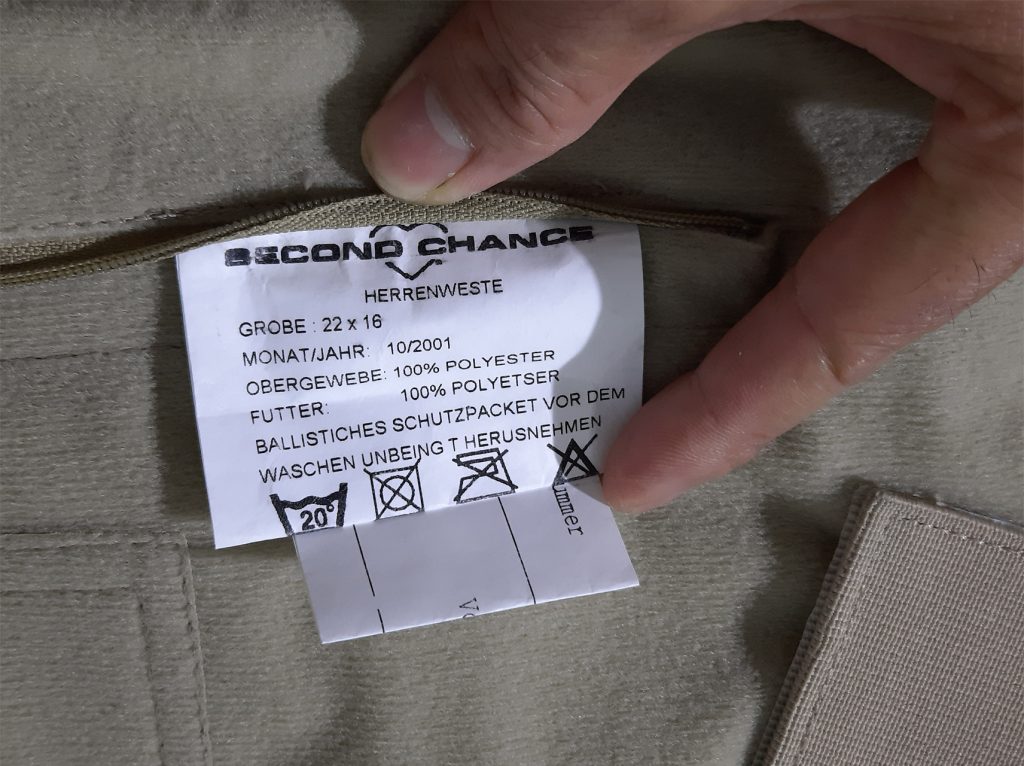 SECOND CHANCE
HERRENWESTE
GROBE : 22 x 16
MONAT/JAHR: 10/2001
OBERGEWEBE: 100% POLYESTER
FUTTER: 100% POLYETSER
BALLISTICHES SCHUTZPACKET VOR DEM
WASCHEN UNBEING T HERUSNEHMEN
20°
ummer